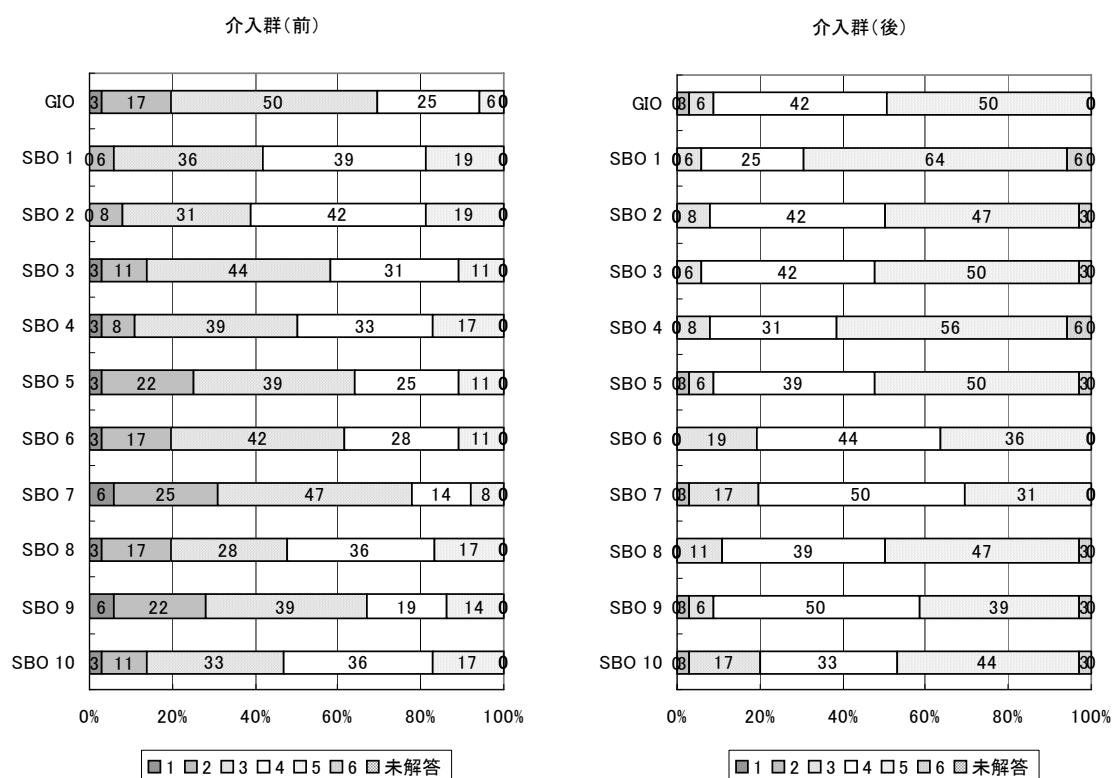 介入群(前)
GIO 3 17 50 25 6 0
SBO 1 0 6 36 39 19 0
SBO 2 0 8 31 42 19 0
SBO 3 3 11 44 31 11 0
SBO 4 3 8 39 33 17 0
SBO 5 3 22 39 25 11 0
SBO 6 3 17 42 28 11 0
SBO 7 6 25 47 14 8 0
SBO 8 3 17 28 36 17 0
SBO 9 6 22 39 19 14 0
SBO 10 3 11 33 36 17 0
0% 20% 40% 60% 80% 100%
1 2 3 4 5 6 未解答
介入群(後)
GIO 0 3 6 42 50 0
SBO 1 0 6 25 64 6 0
SBO 2 0 8 42 47 3 0
SBO 3 0 6 42 50 3 0
SBO 4 0 8 31 56 6 0
SBO 5 0 3 6 39 50 3 0
SBO 6 0 19 44 36 0
SBO 7 0 3 17 50 31 0
SBO 8 0 11 39 47 3 0
SBO 9 0 3 6 50 39 3 0
SBO 10 0 3 17 33 44 3 0
0% 20% 40% 60% 80% 100%
1 2 3 4 5 6 未解答